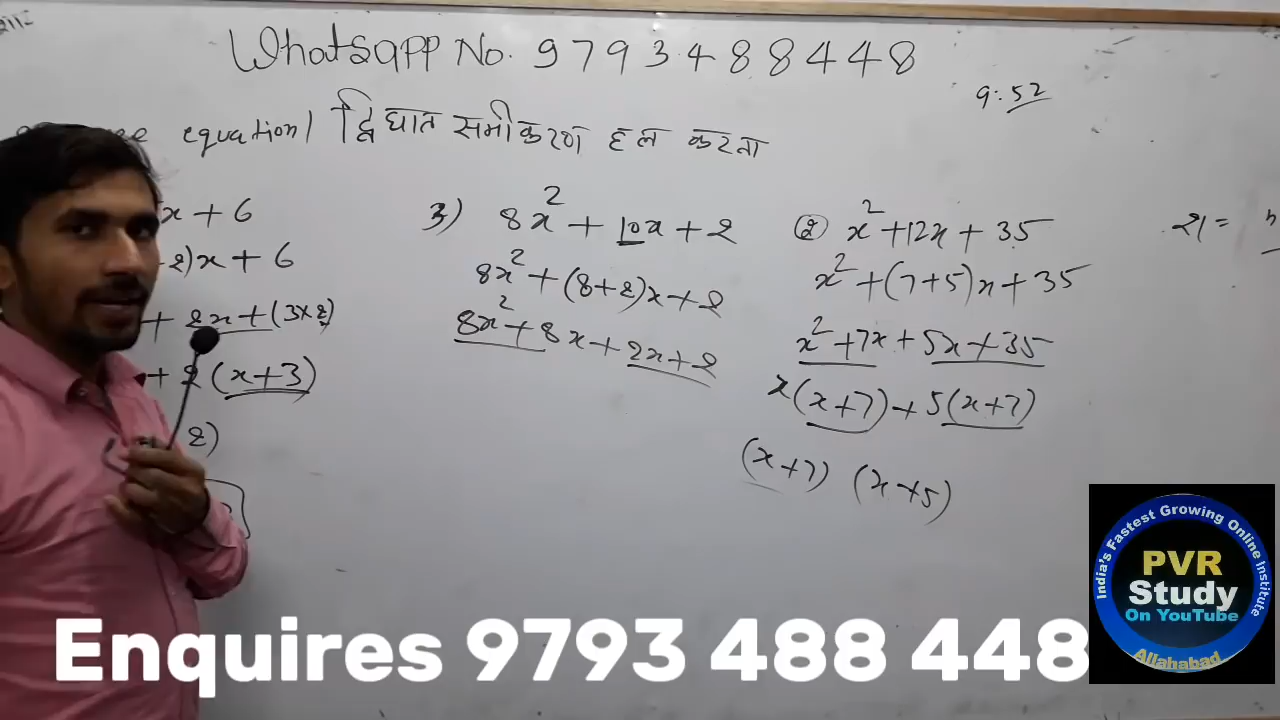 Whatsapp No. 9793488448
9:52
equation। द्विघात समीकरण हल करना
x + 6
2)x + 6
+ 2x + (3x2)
+ 2 (x+3)
2)
3) 8x² + 10x + 2
8x² + (8+2)x + 2
8x² + 8x + 2x + 2
(2) x² + 12x + 35
x² + (7+5)x + 35
x² + 7x + 5x + 35
x(x+7) + 5(x+7)
(x+7) (x+5)
Enquires 9793 488 448
India's Fastest Growing Online Institute
PVR
Study
On YouTube
Allahabad